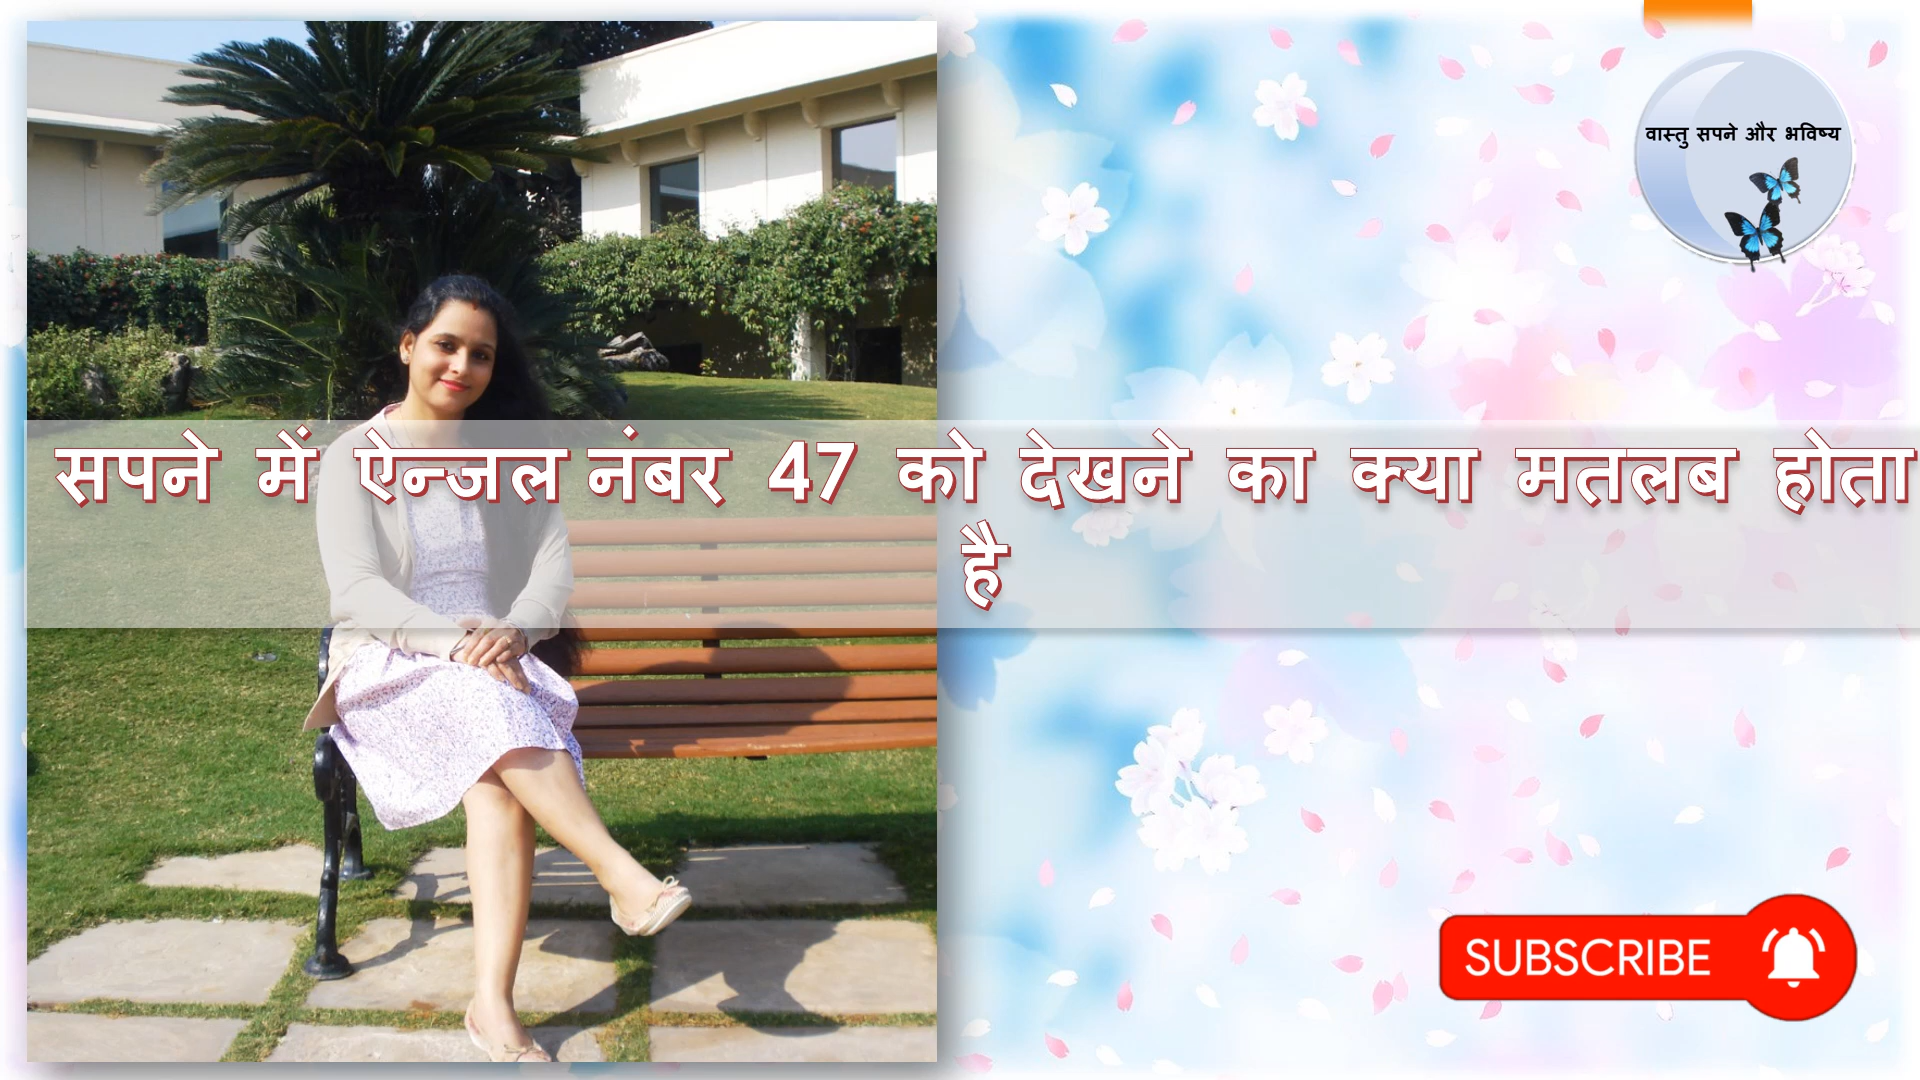 वास्तु सपने और भविष्य
सपने में ऐन्जल नंबर 47 को देखने का क्या मतलब होता
है
SUBSCRIBE